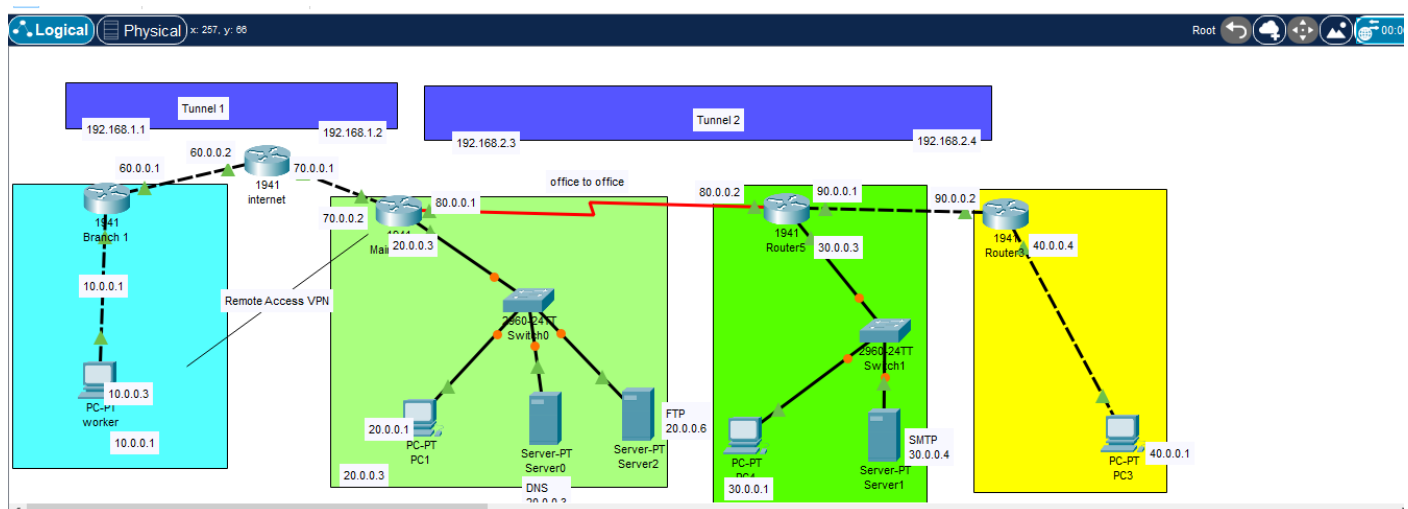 Logical
Physical
x: 257, y: 66
Root
Tunnel 1
Tunnel 2
192.168.1.1
192.168.1.2
192.168.2.3
192.168.2.4
60.0.0.1
60.0.0.2
70.0.0.1
1941
internet
office to office
70.0.0.2
80.0.0.1
80.0.0.2
90.0.0.1
90.0.0.2
1941
Branch 1
20.0.0.3
1941
Router5
30.0.0.3
1941
Router3
40.0.0.4
10.0.0.1
Remote Access VPN
2960-24TT
Switch0
2960-24TT
Switch1
10.0.0.3
PC-PT
worker
10.0.0.1
20.0.0.1
PC-PT
PC1
20.0.0.3
Server-PT
Server0
DNS
Server-PT
Server2
FTP
20.0.0.6
PC-PT
30.0.0.1
Server-PT
Server1
SMTP
30.0.0.4
PC-PT
PC3
40.0.0.1